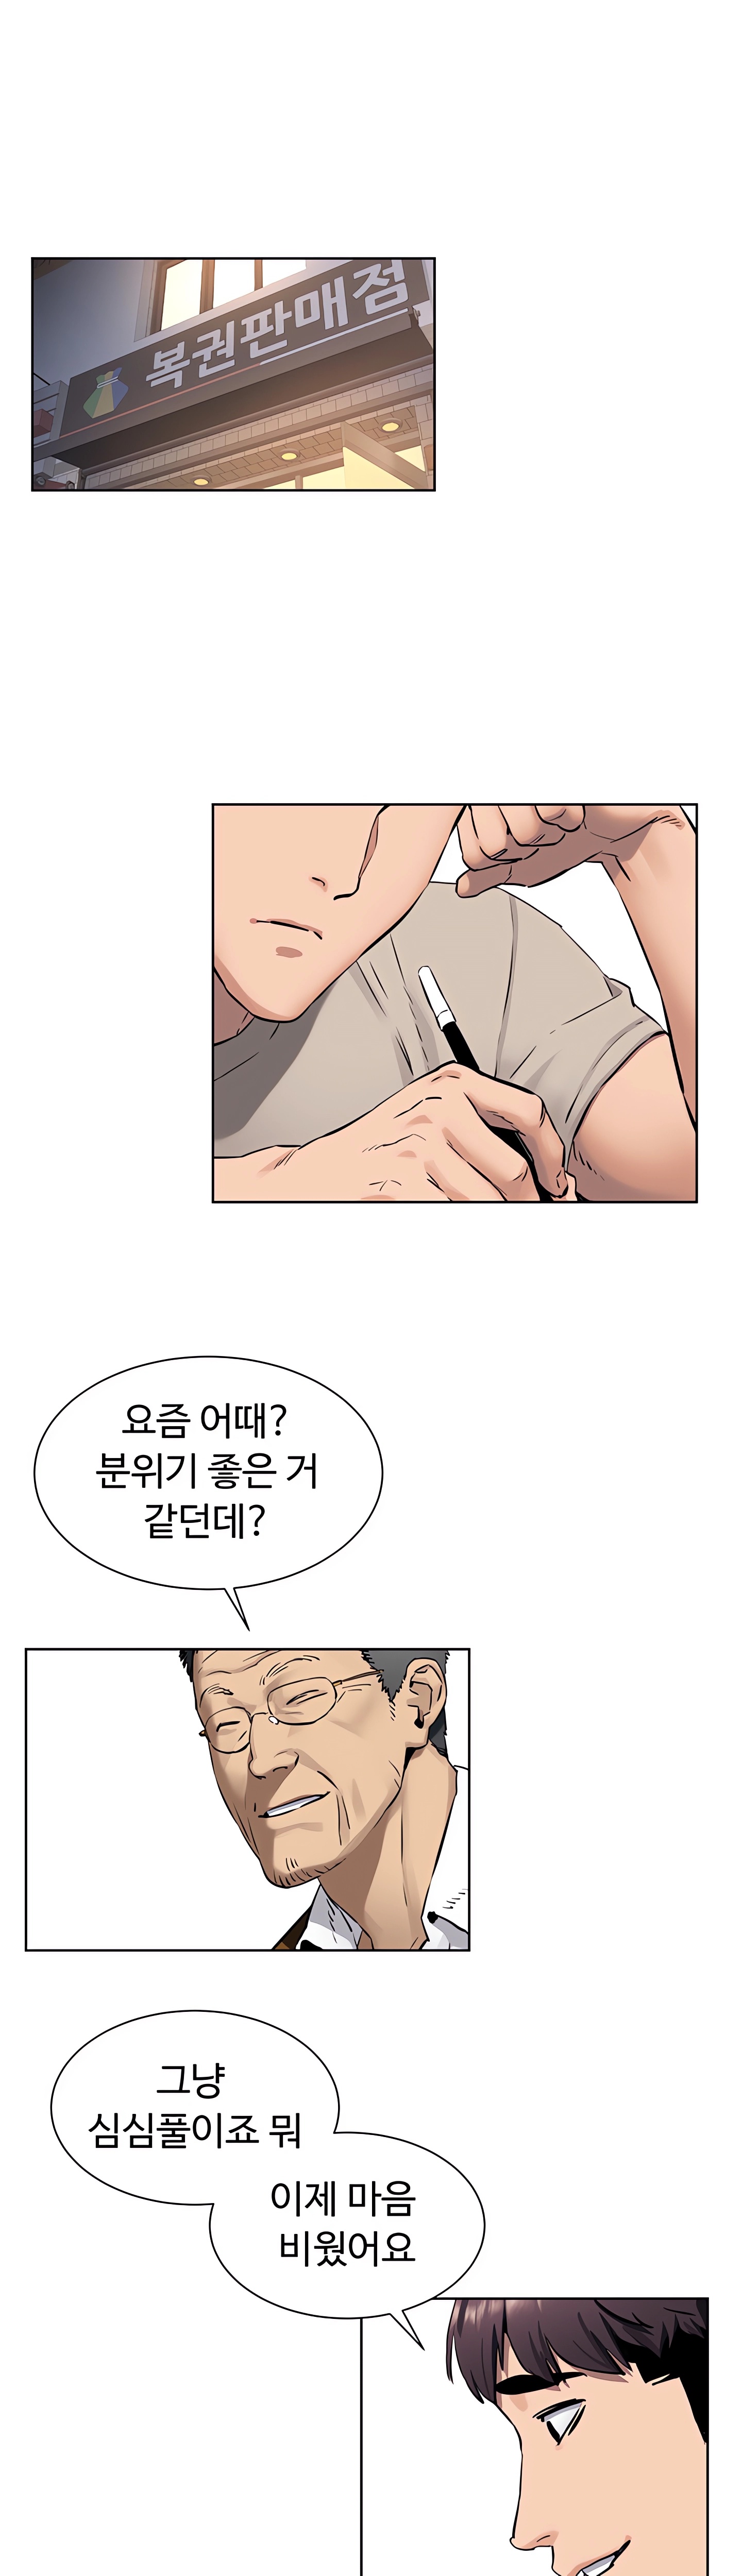 복권판매점
요즘 어때?
분위기 좋은 거
같던데?
그냥
심심풀이죠 뭐
이제 마음
비웠어요